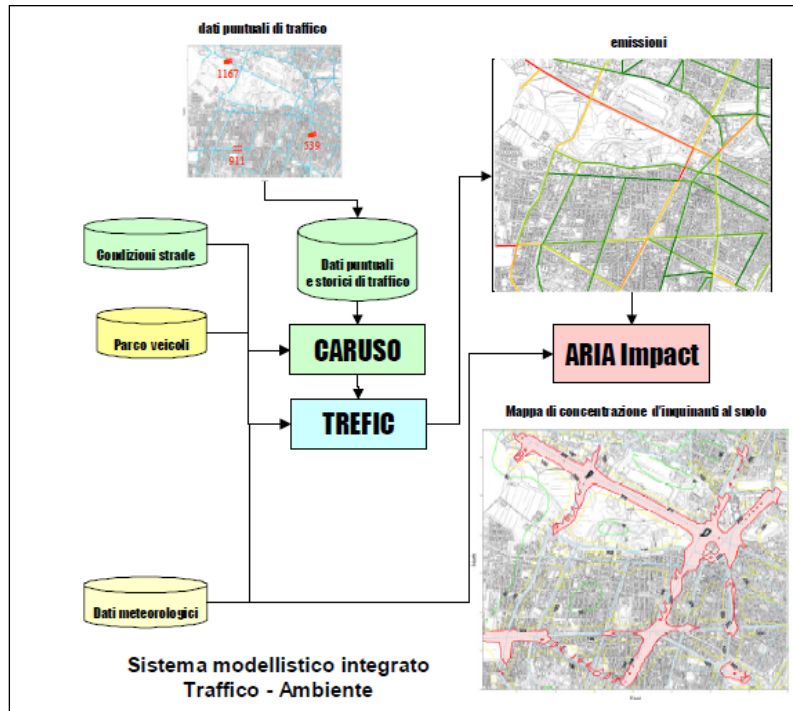 dati puntuali di traffico
emissioni
1167
911
539
Condizioni strade
Dati puntuali
e storici di traffico
Parco veicoli
CARUSO
ARIA Impact
TREFIC
Mappa di concentrazione d'inquinanti al suolo
Dati meteorologici
Sistema modellistico integrato
Traffico - Ambiente